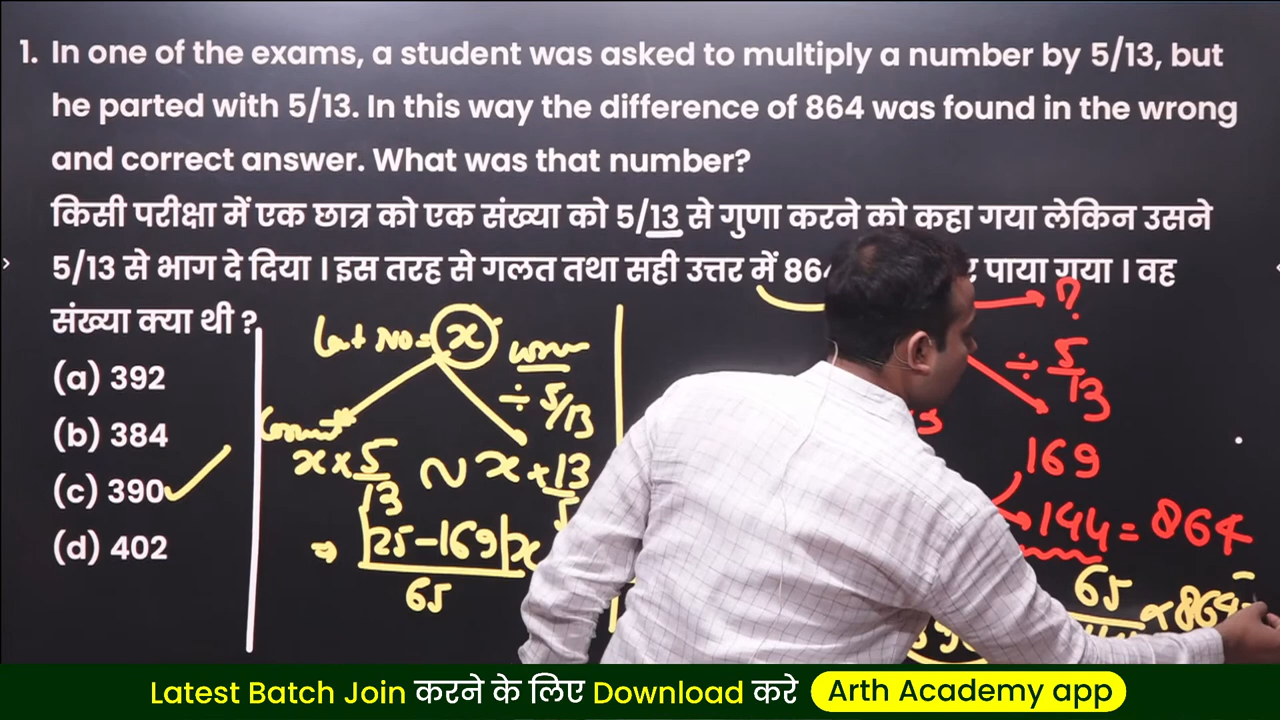 1. In one of the exams, a student was asked to multiply a number by 5/13, but
he parted with 5/13. In this way the difference of 864 was found in the wrong
and correct answer. What was that number?
किसी परीक्षा में एक छात्र को एक संख्या को 5/13 से गुणा करने को कहा गया लेकिन उसने
5/13 से भाग दे दिया । इस तरह से गलत तथा सही उत्तर में 864 पाया गया । वह
संख्या क्या थी ?
(a) 392
(b) 384
(c) 390
(d) 402
Let No = x
÷ 5/13
x × 5/13 ~ x × 13
⇒ |25-169|x
65
?
÷ 5/13
169
144 = 864
65 × 864
Latest Batch Join करने के लिए Download करे Arth Academy app